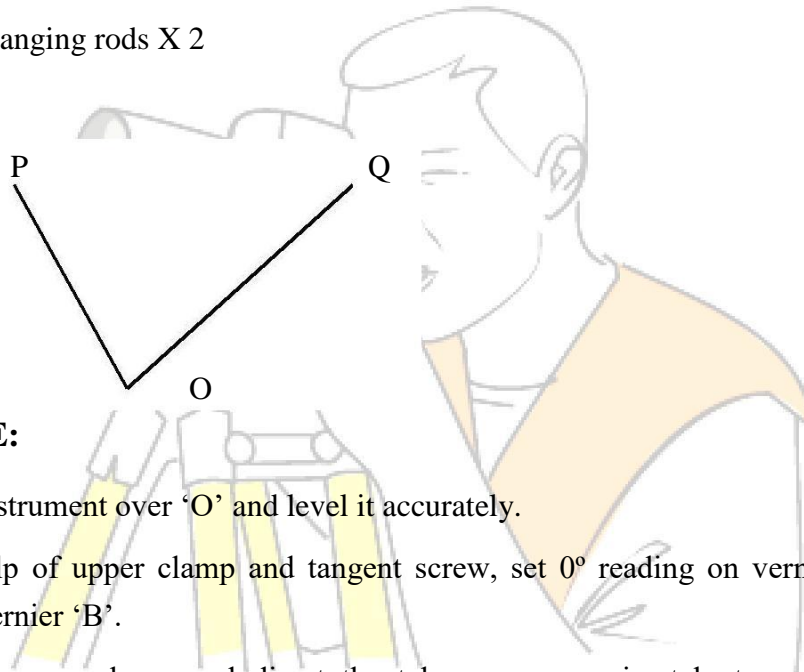 anging rods X 2
P Q
O
E:
strument over ‘O’ and level it accurately.
lp of upper clamp and tangent screw, set 0º reading on vern
ernier ‘B’.